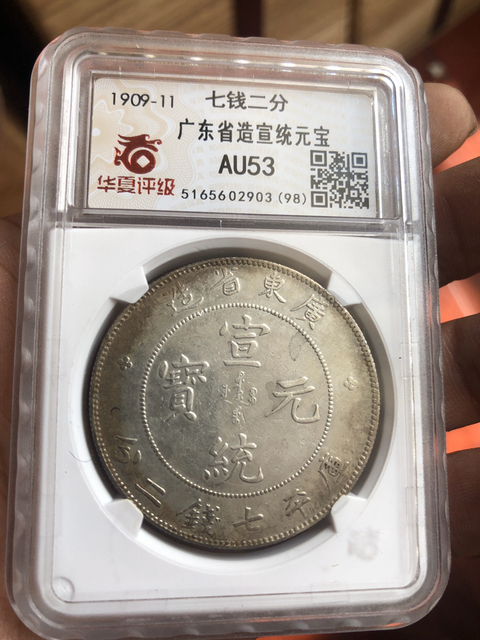 1909-11 七钱二分
广东省造宣统元宝
AU53
华夏评级 5165602903 (98)
廣東省造
宣統元寶
庫平七錢二分